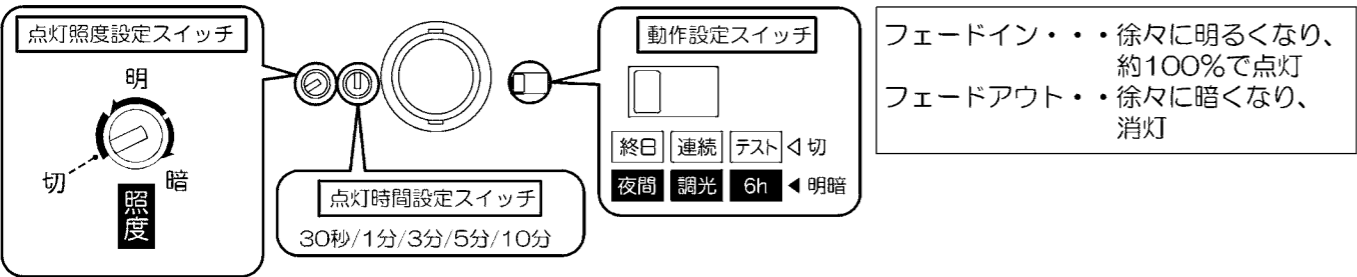 点灯照度設定スイッチ
明
切
暗
照度
点灯時間設定スイッチ
30秒/1分/3分/5分/10分
動作設定スイッチ
終日 連続 テスト ◁ 切
夜間 調光 6h ◀ 明暗
フェードイン・・・徐々に明るくなり、
約100%で点灯
フェードアウト・・徐々に暗くなり、
消灯